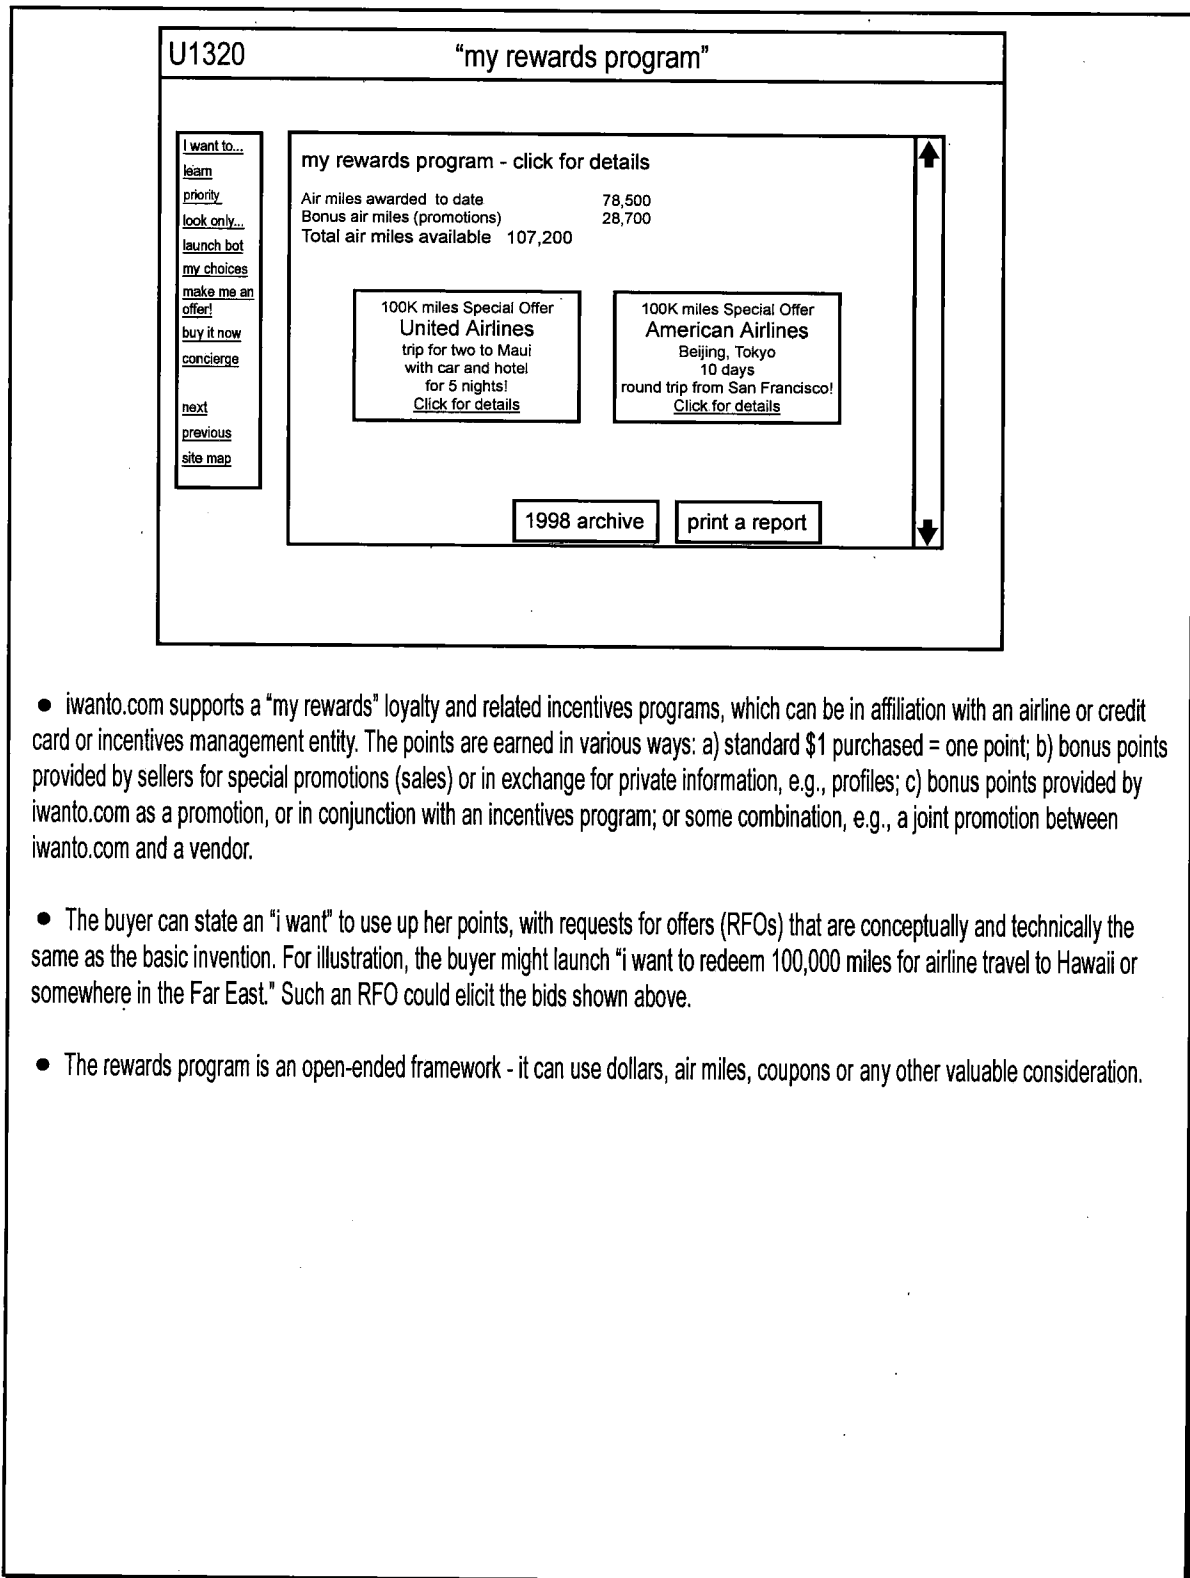 U1320 "my rewards program"
I want to...
learn
priority
look only...
launch bot
my choices
make me an
offer!
buy it now
concierge
next
previous
site map
my rewards program - click for details
Air miles awarded to date 78,500
Bonus air miles (promotions) 28,700
Total air miles available 107,200
100K miles Special Offer
United Airlines
trip for two to Maui
with car and hotel
for 5 nights!
Click for details
100K miles Special Offer
American Airlines
Beijing, Tokyo
10 days
round trip from San Francisco!
Click for details
1998 archive
print a report
● iwanto.com supports a "my rewards" loyalty and related incentives programs, which can be in affiliation with an airline or credit
card or incentives management entity. The points are earned in various ways: a) standard $1 purchased = one point; b) bonus points
provided by sellers for special promotions (sales) or in exchange for private information, e.g., profiles; c) bonus points provided by
iwanto.com as a promotion, or in conjunction with an incentives program; or some combination, e.g., a joint promotion between
iwanto.com and a vendor.
● The buyer can state an "i want" to use up her points, with requests for offers (RFOs) that are conceptually and technically the
same as the basic invention. For illustration, the buyer might launch "i want to redeem 100,000 miles for airline travel to Hawaii or
somewhere in the Far East." Such an RFO could elicit the bids shown above.
● The rewards program is an open-ended framework - it can use dollars, air miles, coupons or any other valuable consideration.